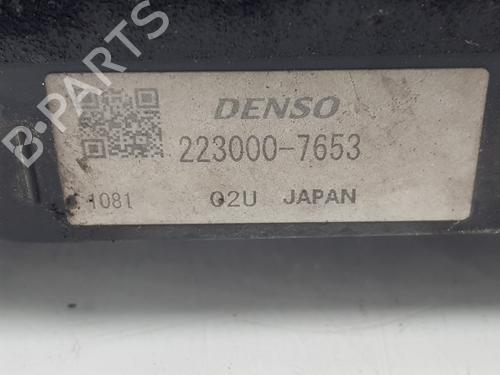 DENSO
223000-7653
1081 02U JAPAN
B-PARTS